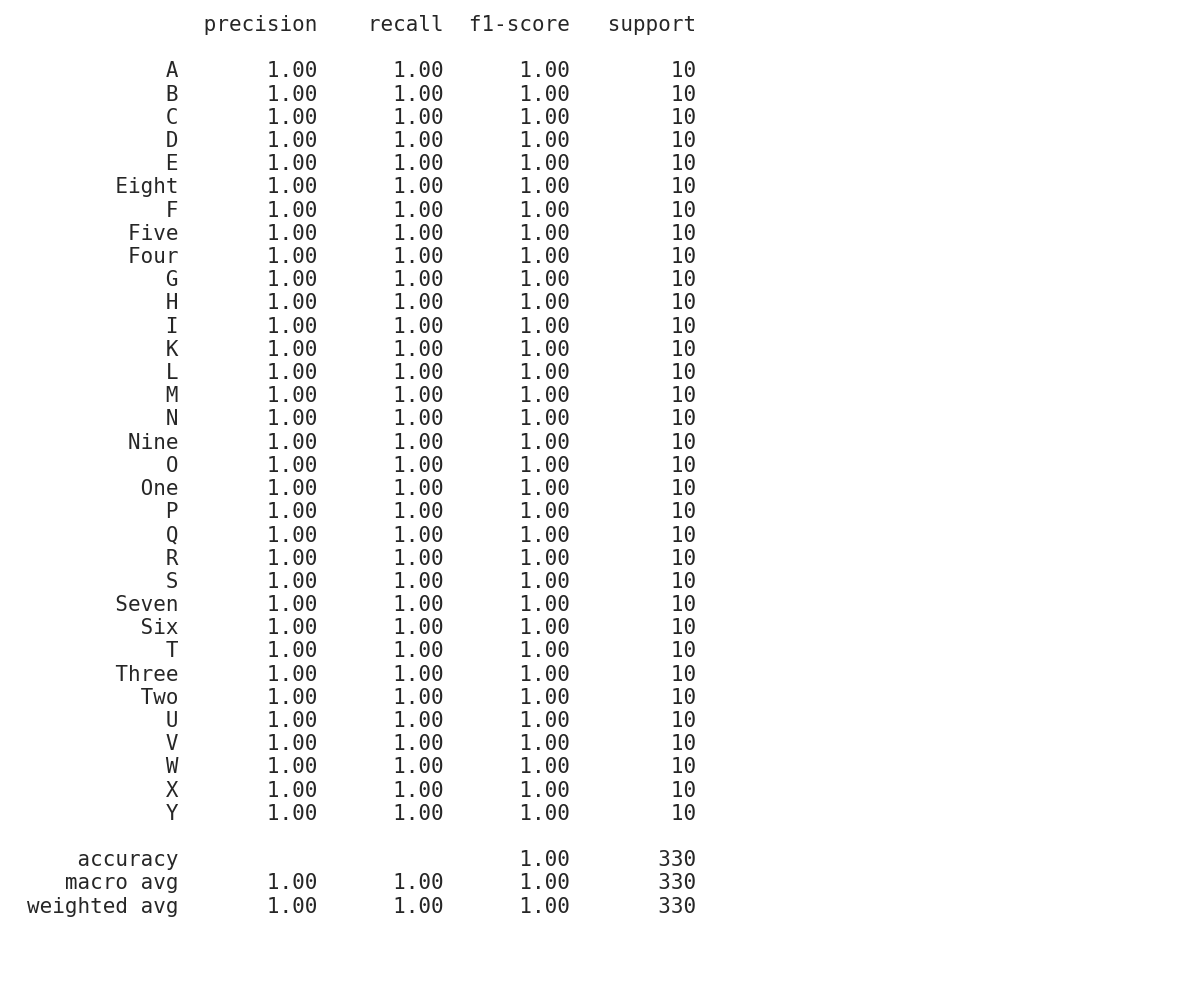 precision recall f1-score support
A 1.00 1.00 1.00 10
B 1.00 1.00 1.00 10
C 1.00 1.00 1.00 10
D 1.00 1.00 1.00 10
E 1.00 1.00 1.00 10
Eight 1.00 1.00 1.00 10
F 1.00 1.00 1.00 10
Five 1.00 1.00 1.00 10
Four 1.00 1.00 1.00 10
G 1.00 1.00 1.00 10
H 1.00 1.00 1.00 10
I 1.00 1.00 1.00 10
K 1.00 1.00 1.00 10
L 1.00 1.00 1.00 10
M 1.00 1.00 1.00 10
N 1.00 1.00 1.00 10
Nine 1.00 1.00 1.00 10
O 1.00 1.00 1.00 10
One 1.00 1.00 1.00 10
P 1.00 1.00 1.00 10
Q 1.00 1.00 1.00 10
R 1.00 1.00 1.00 10
S 1.00 1.00 1.00 10
Seven 1.00 1.00 1.00 10
Six 1.00 1.00 1.00 10
T 1.00 1.00 1.00 10
Three 1.00 1.00 1.00 10
Two 1.00 1.00 1.00 10
U 1.00 1.00 1.00 10
V 1.00 1.00 1.00 10
W 1.00 1.00 1.00 10
X 1.00 1.00 1.00 10
Y 1.00 1.00 1.00 10
accuracy 1.00 330
macro avg 1.00 1.00 1.00 330
weighted avg 1.00 1.00 1.00 330